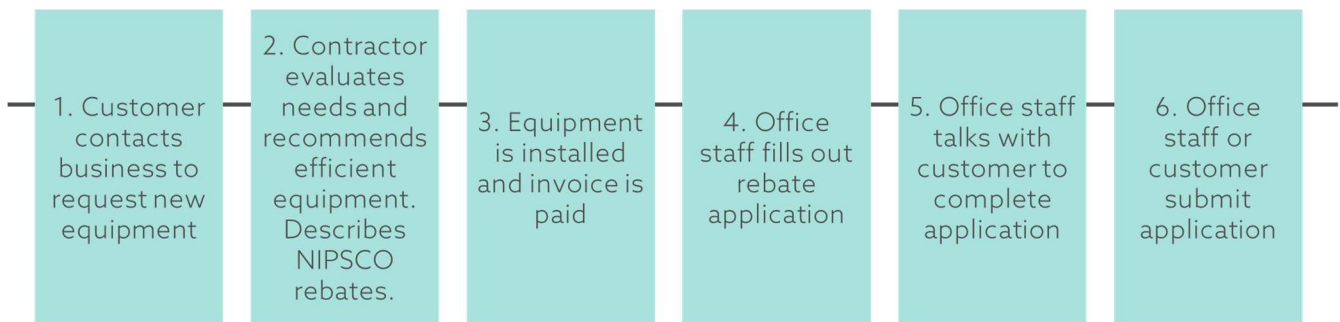 1. Customer
contacts
business to
request new
equipment
2. Contractor
evaluates
needs and
recommends
efficient
equipment.
Describes
NIPSCO
rebates.
3. Equipment
is installed
and invoice is
paid
4. Office
staff fills out
rebate
application
5. Office staff
talks with
customer to
complete
application
6. Office
staff or
customer
submit
application